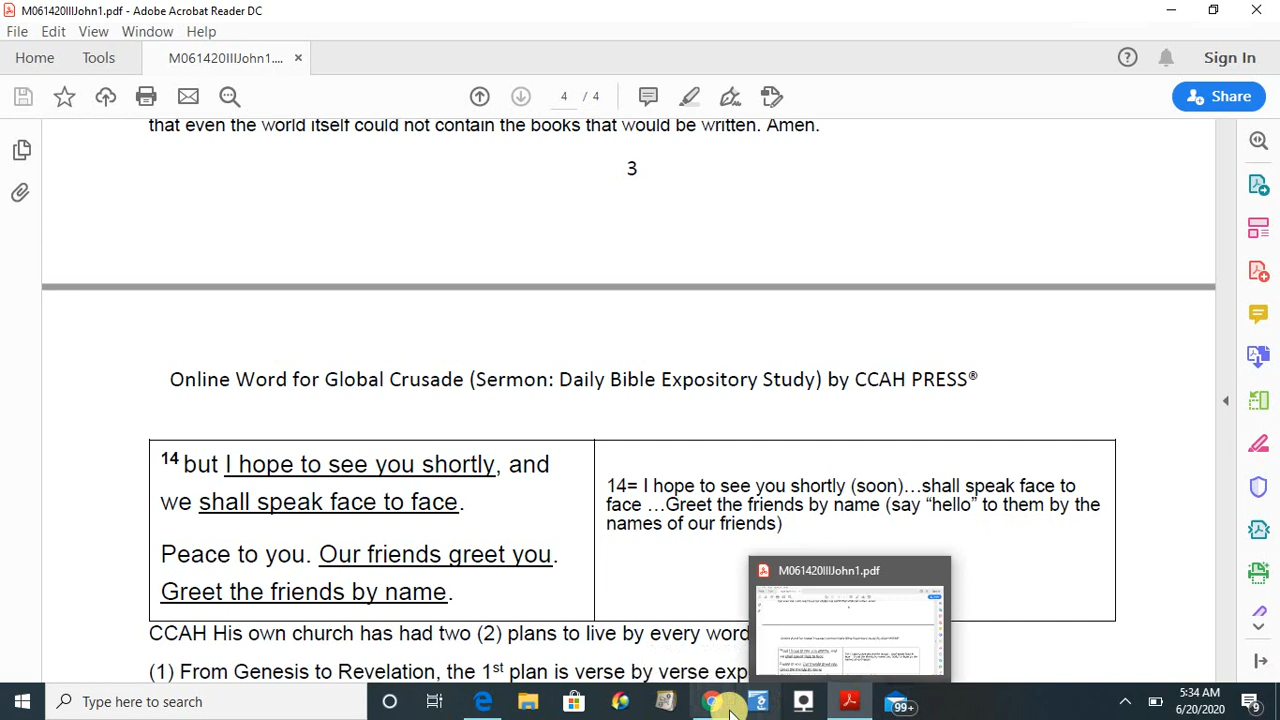 M061420IIIJohn1.pdf - Adobe Acrobat Reader DC
File Edit View Window Help
Home Tools M061420IIIJohn1.... Sign In
4 / 4 Share
that even the world itself could not contain the books that would be written. Amen.
3
Online Word for Global Crusade (Sermon: Daily Bible Expository Study) by CCAH PRESS®
14 but I hope to see you shortly, and
we shall speak face to face.
Peace to you. Our friends greet you.
Greet the friends by name.
14= I hope to see you shortly (soon)…shall speak face to
face …Greet the friends by name (say “hello” to them by the
names of our friends)
M061420IIIJohn1.pdf
CCAH His own church has had two (2) plans to live by every word
(1) From Genesis to Revelation, the 1st plan is verse by verse exp
Type here to search
99+
5:34 AM
6/20/2020
9